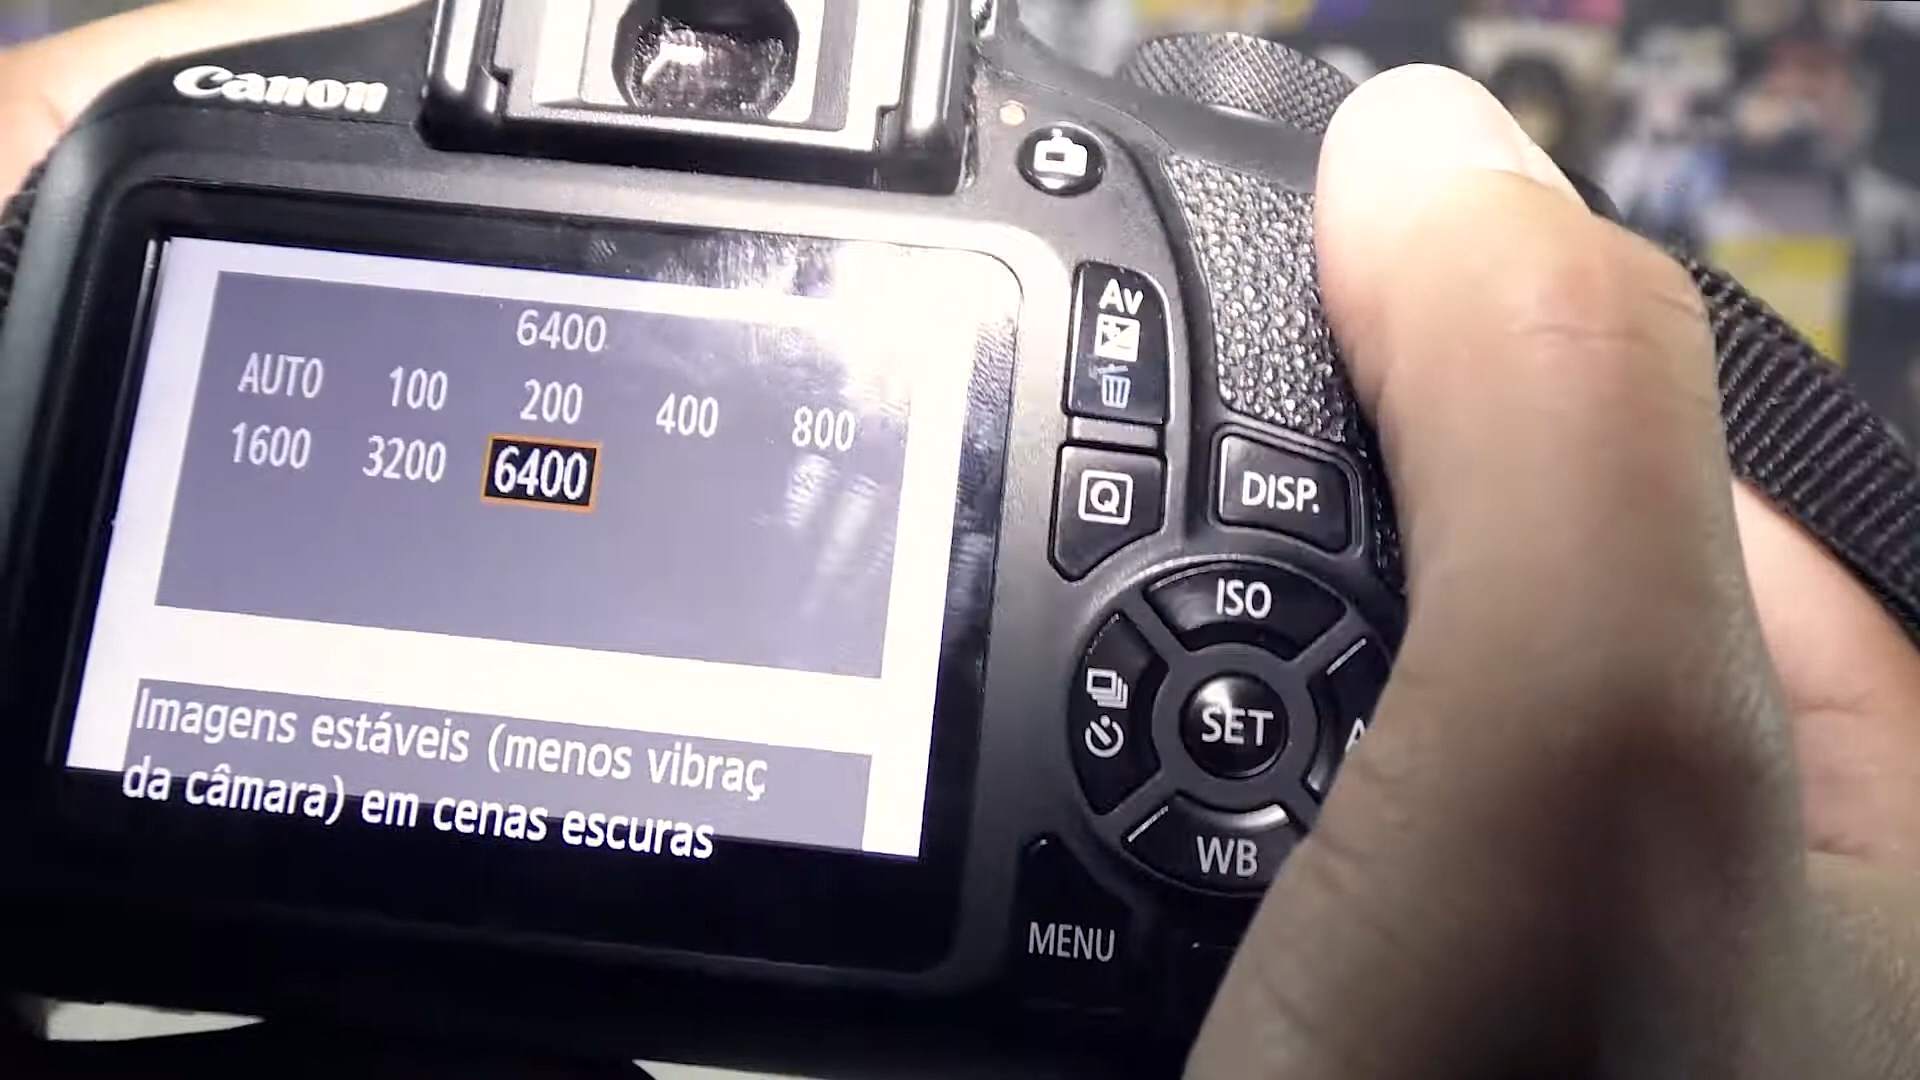 Canon
6400
AUTO 100 200 400 800
1600 3200 6400
Imagens estáveis (menos vibraç
da câmara) em cenas escuras
Av
Q
DISP.
ISO
SET
WB
MENU